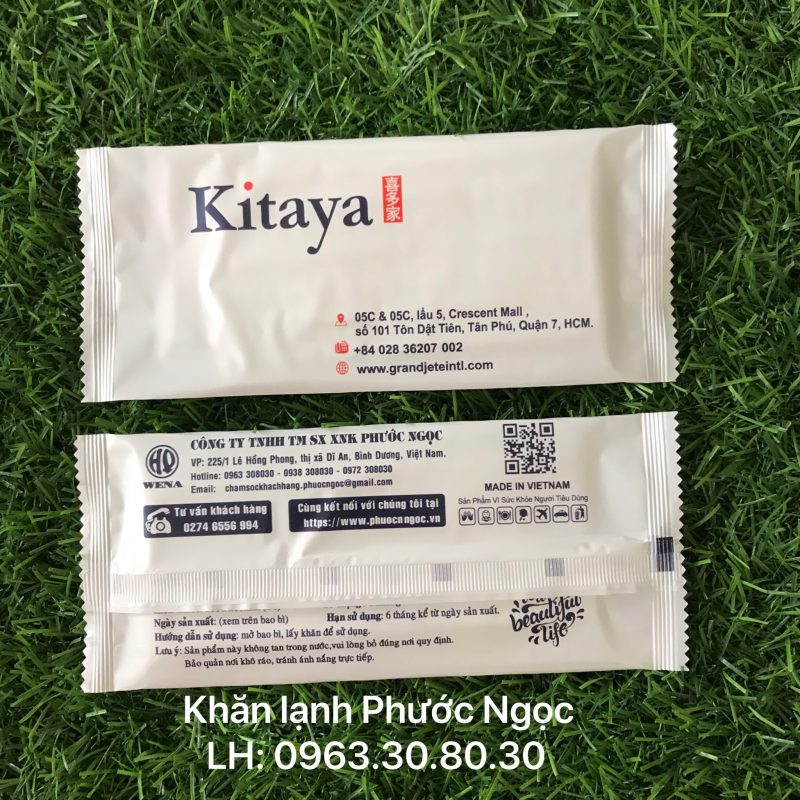 Kitaya
喜多家
05C & 05C, lầu 5, Crescent Mall ,
số 101 Tôn Dật Tiên, Tân Phú, Quận 7, HCM.
+84 028 36207 002
www.grandjeteintl.com
CÔNG TY TNHH TM SX XNK PHƯỚC NGỌC
VP: 225/1 Lê Hồng Phong, thị xã Dĩ An, Bình Dương, Việt Nam.
Hotline: 0963 308030 - 0938 308030 - 0972 308030
Email: chamsockhachhang.phuocngoc@gmail.com
WENA
Tư vấn khách hàng
0274 6556 994
Cùng kết nối với chúng tôi tại
https://www.phuocnngoc.vn
MADE IN VIETNAM
Sản Phẩm Vì Sức Khỏe Người Tiêu Dùng
Ngày sản xuất: (xem trên bao bì) Hạn sử dụng: 6 tháng kể từ ngày sản xuất.
Hướng dẫn sử dụng: mở bao bì, lấy khăn để sử dụng.
Lưu ý: Sản phẩm này không tan trong nước,vui lòng bỏ đúng nơi quy định.
Bảo quản nơi khô ráo, tránh ánh nắng trực tiếp.
beautiful
life
Khăn lạnh Phước Ngọc
LH: 0963.30.80.30